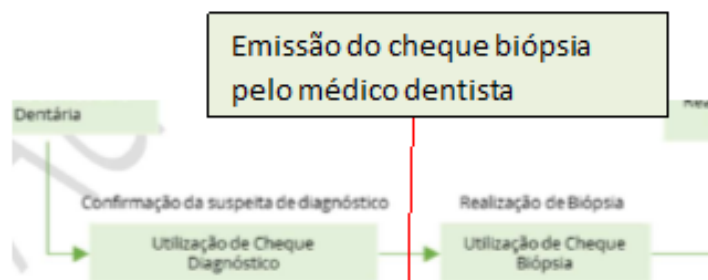 Emissão do cheque biópsia
pelo médico dentista
Dentária
Confirmação da suspeita de diagnóstico
Realização de Biópsia
Utilização de Cheque
Diagnóstico
Utilização de Cheque
Biópsia